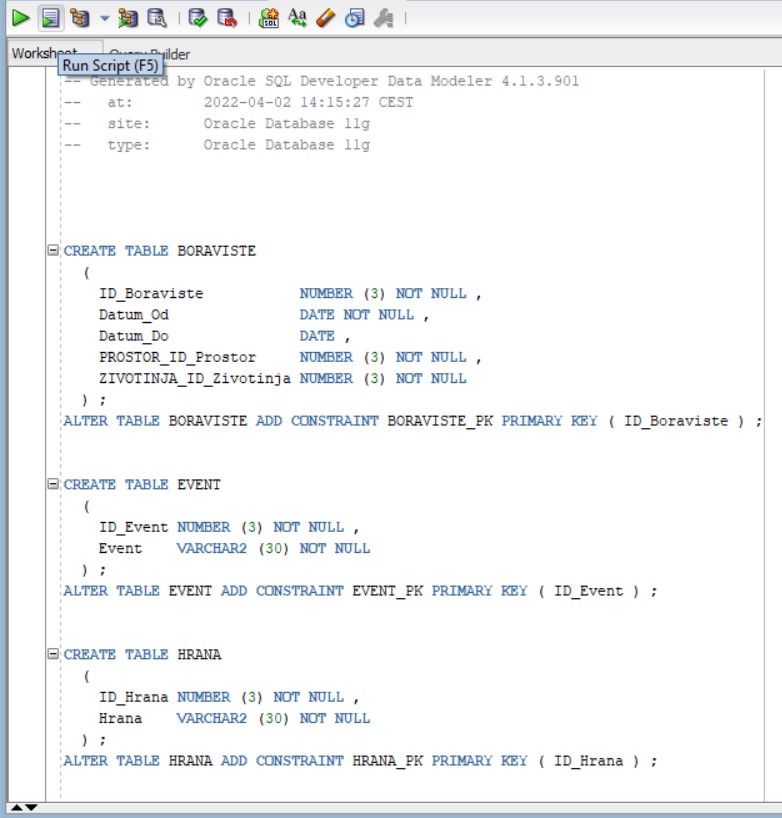 SQL
Aa
Worksheet Query Builder
Run Script (F5)
-- Generated by Oracle SQL Developer Data Modeler 4.1.3.901
--   at:        2022-04-02 14:15:27 CEST
--   site:      Oracle Database 11g
--   type:      Oracle Database 11g
CREATE TABLE BORAVISTE
  (
    ID_Boraviste           NUMBER (3) NOT NULL ,
    Datum_Od               DATE NOT NULL ,
    Datum_Do               DATE ,
    PROSTOR_ID_Prostor     NUMBER (3) NOT NULL ,
    ZIVOTINJA_ID_Zivotinja NUMBER (3) NOT NULL
  ) ;
ALTER TABLE BORAVISTE ADD CONSTRAINT BORAVISTE_PK PRIMARY KEY ( ID_Boraviste ) ;
CREATE TABLE EVENT
  (
    ID_Event NUMBER (3) NOT NULL ,
    Event    VARCHAR2 (30) NOT NULL
  ) ;
ALTER TABLE EVENT ADD CONSTRAINT EVENT_PK PRIMARY KEY ( ID_Event ) ;
CREATE TABLE HRANA
  (
    ID_Hrana NUMBER (3) NOT NULL ,
    Hrana    VARCHAR2 (30) NOT NULL
  ) ;
ALTER TABLE HRANA ADD CONSTRAINT HRANA_PK PRIMARY KEY ( ID_Hrana ) ;